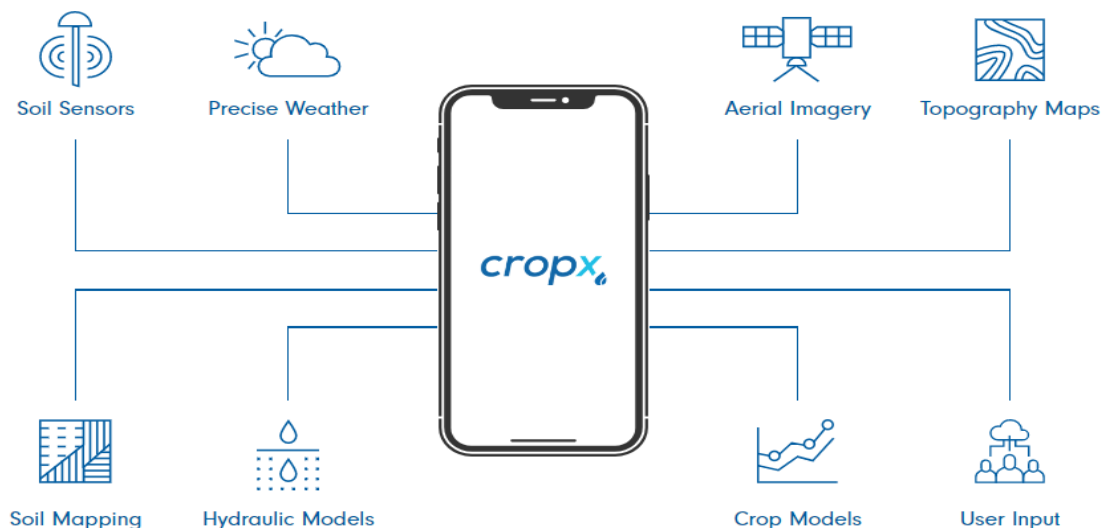 Soil Sensors
Precise Weather
Aerial Imagery
Topography Maps
cropx
Soil Mapping
Hydraulic Models
Crop Models
User Input